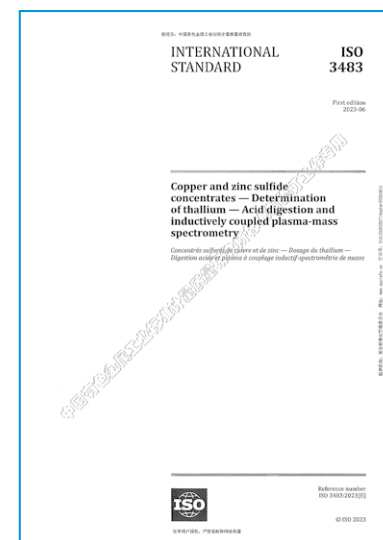 INTERNATIONAL
STANDARD
ISO
3483
First edition
2023-06
Copper and zinc sulfide
concentrates — Determination
of thallium — Acid digestion and
inductively coupled plasma-mass
spectrometry
Concentrés sulfurés de cuivre et de zinc — Dosage du thallium —
Digestion acide et plasma à couplage inductif-spectrométrie de masse
ISO
Reference number
ISO 3483:2023(E)
© ISO 2023